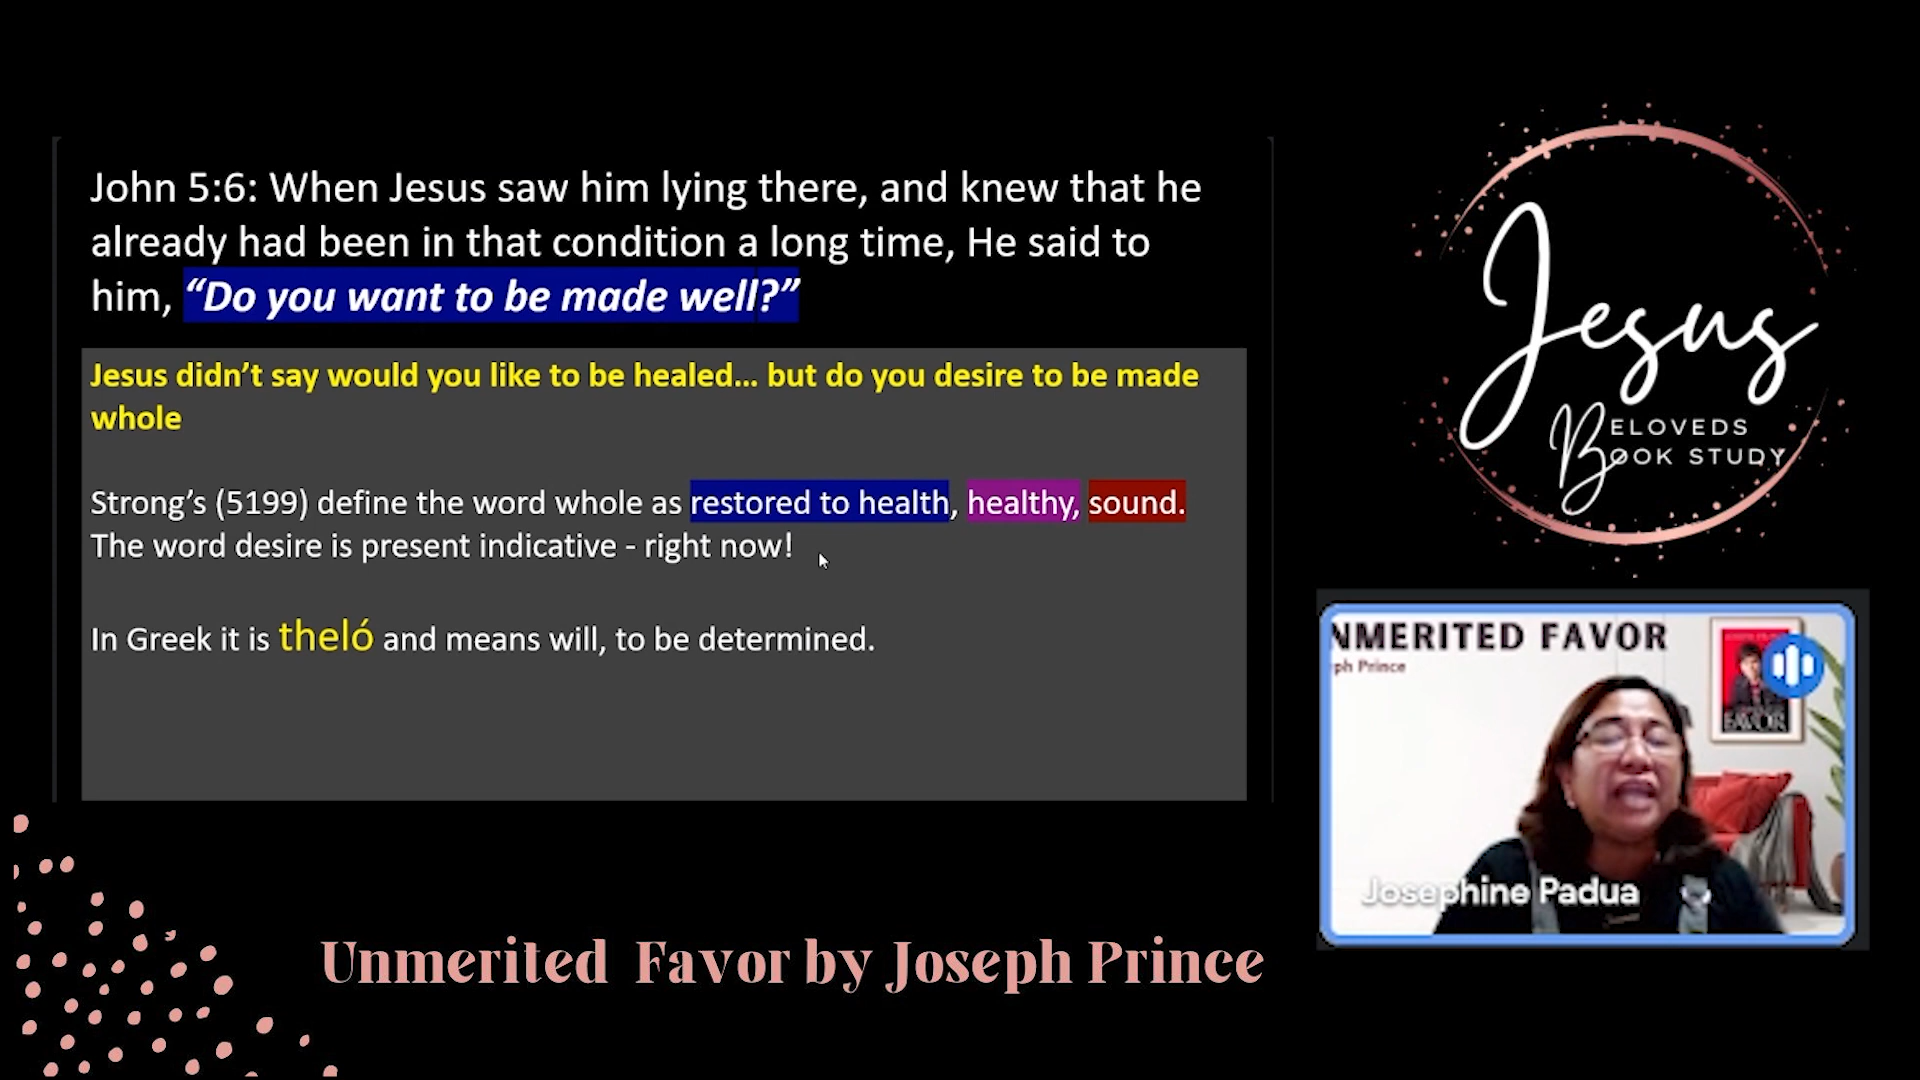 John 5:6: When Jesus saw him lying there, and knew that he
already had been in that condition a long time, He said to
him, “Do you want to be made well?”
Jesus didn’t say would you like to be healed... but do you desire to be made
whole
Strong’s (5199) define the word whole as restored to health, healthy, sound.
The word desire is present indicative - right now!
In Greek it is theló and means will, to be determined.
Jesus
BELOVEDS
BOOK STUDY
NMERITED FAVOR
ph Prince
FAVOR
Josephine Padua
Unmerited Favor by Joseph Prince